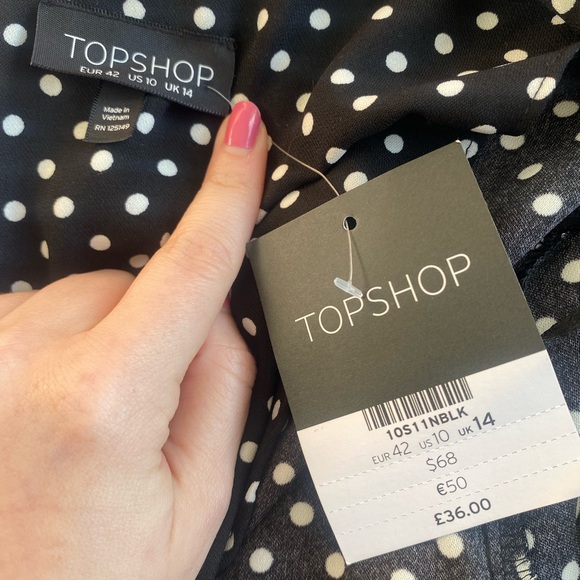 TOPSHOP
EUR 42 US 10 UK 14
Made in
Vietnam
RN 125149
TOPSHOP
10S11NBLK
EUR 42 US 10 UK 14
$68
€50
£36.00